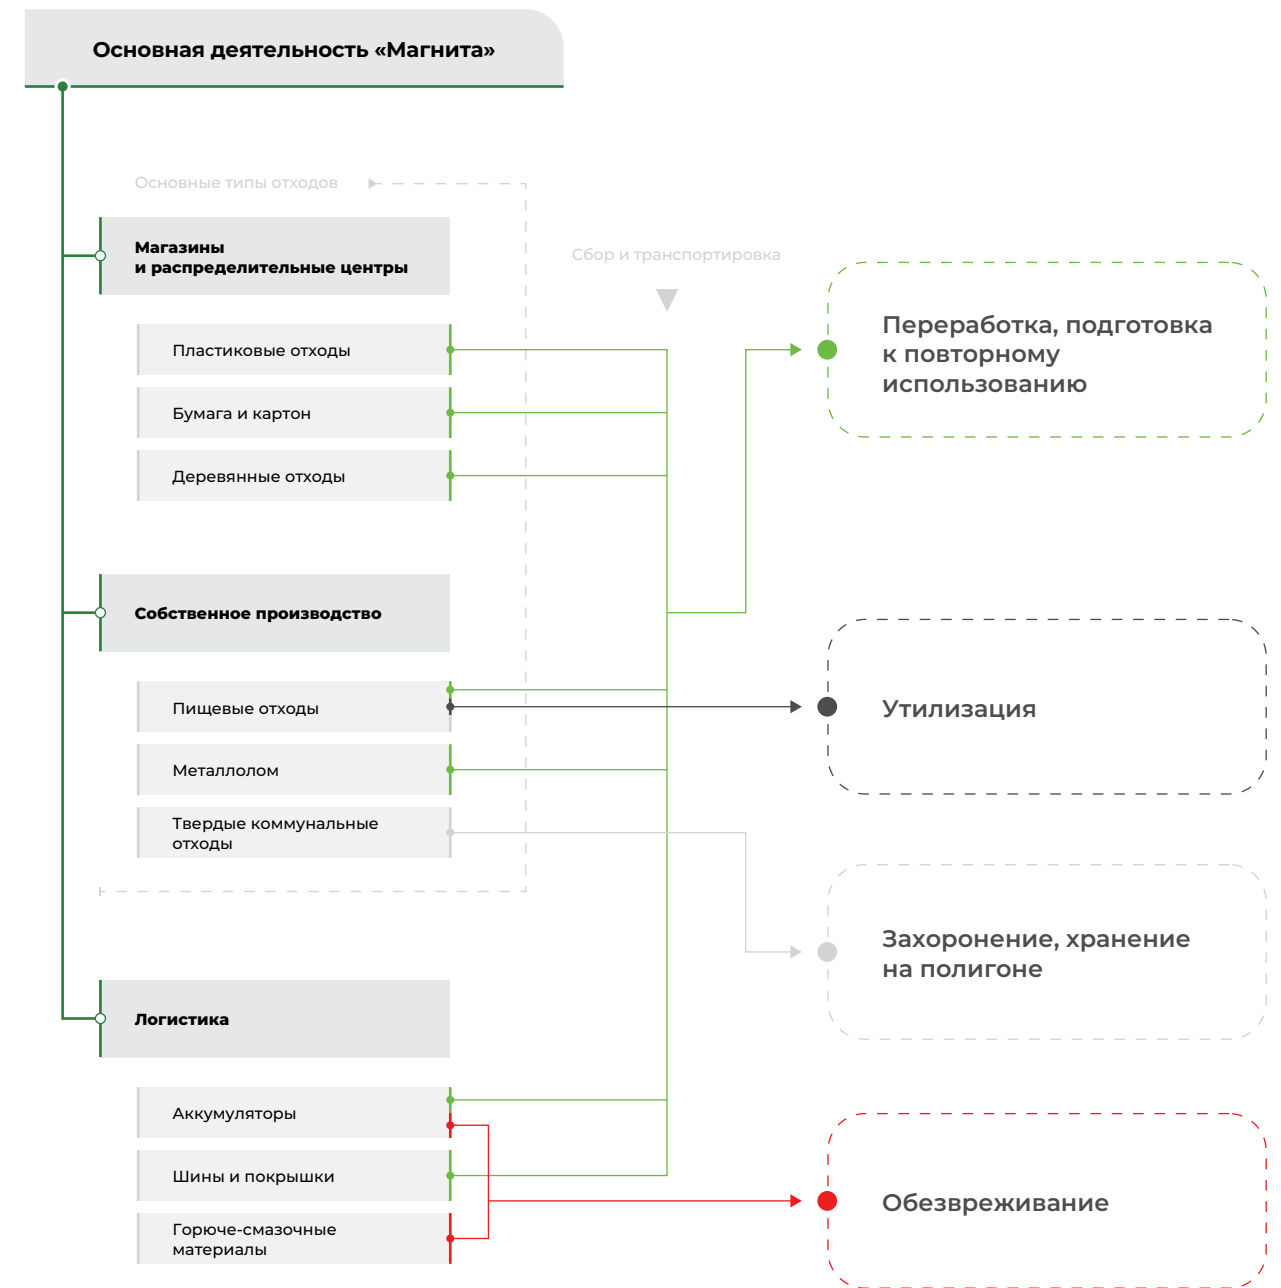 Основная деятельность «Магнита»
Основные типы отходов
Магазины
и распределительные центры
Сбор и транспортировка
Пластиковые отходы
Бумага и картон
Деревянные отходы
Переработка, подготовка
к повторному
использованию
Собственное производство
Пищевые отходы
Металлолом
Твердые коммунальные
отходы
Утилизация
Захоронение, хранение
на полигоне
Логистика
Аккумуляторы
Шины и покрышки
Горюче-смазочные
материалы
Обезвреживание